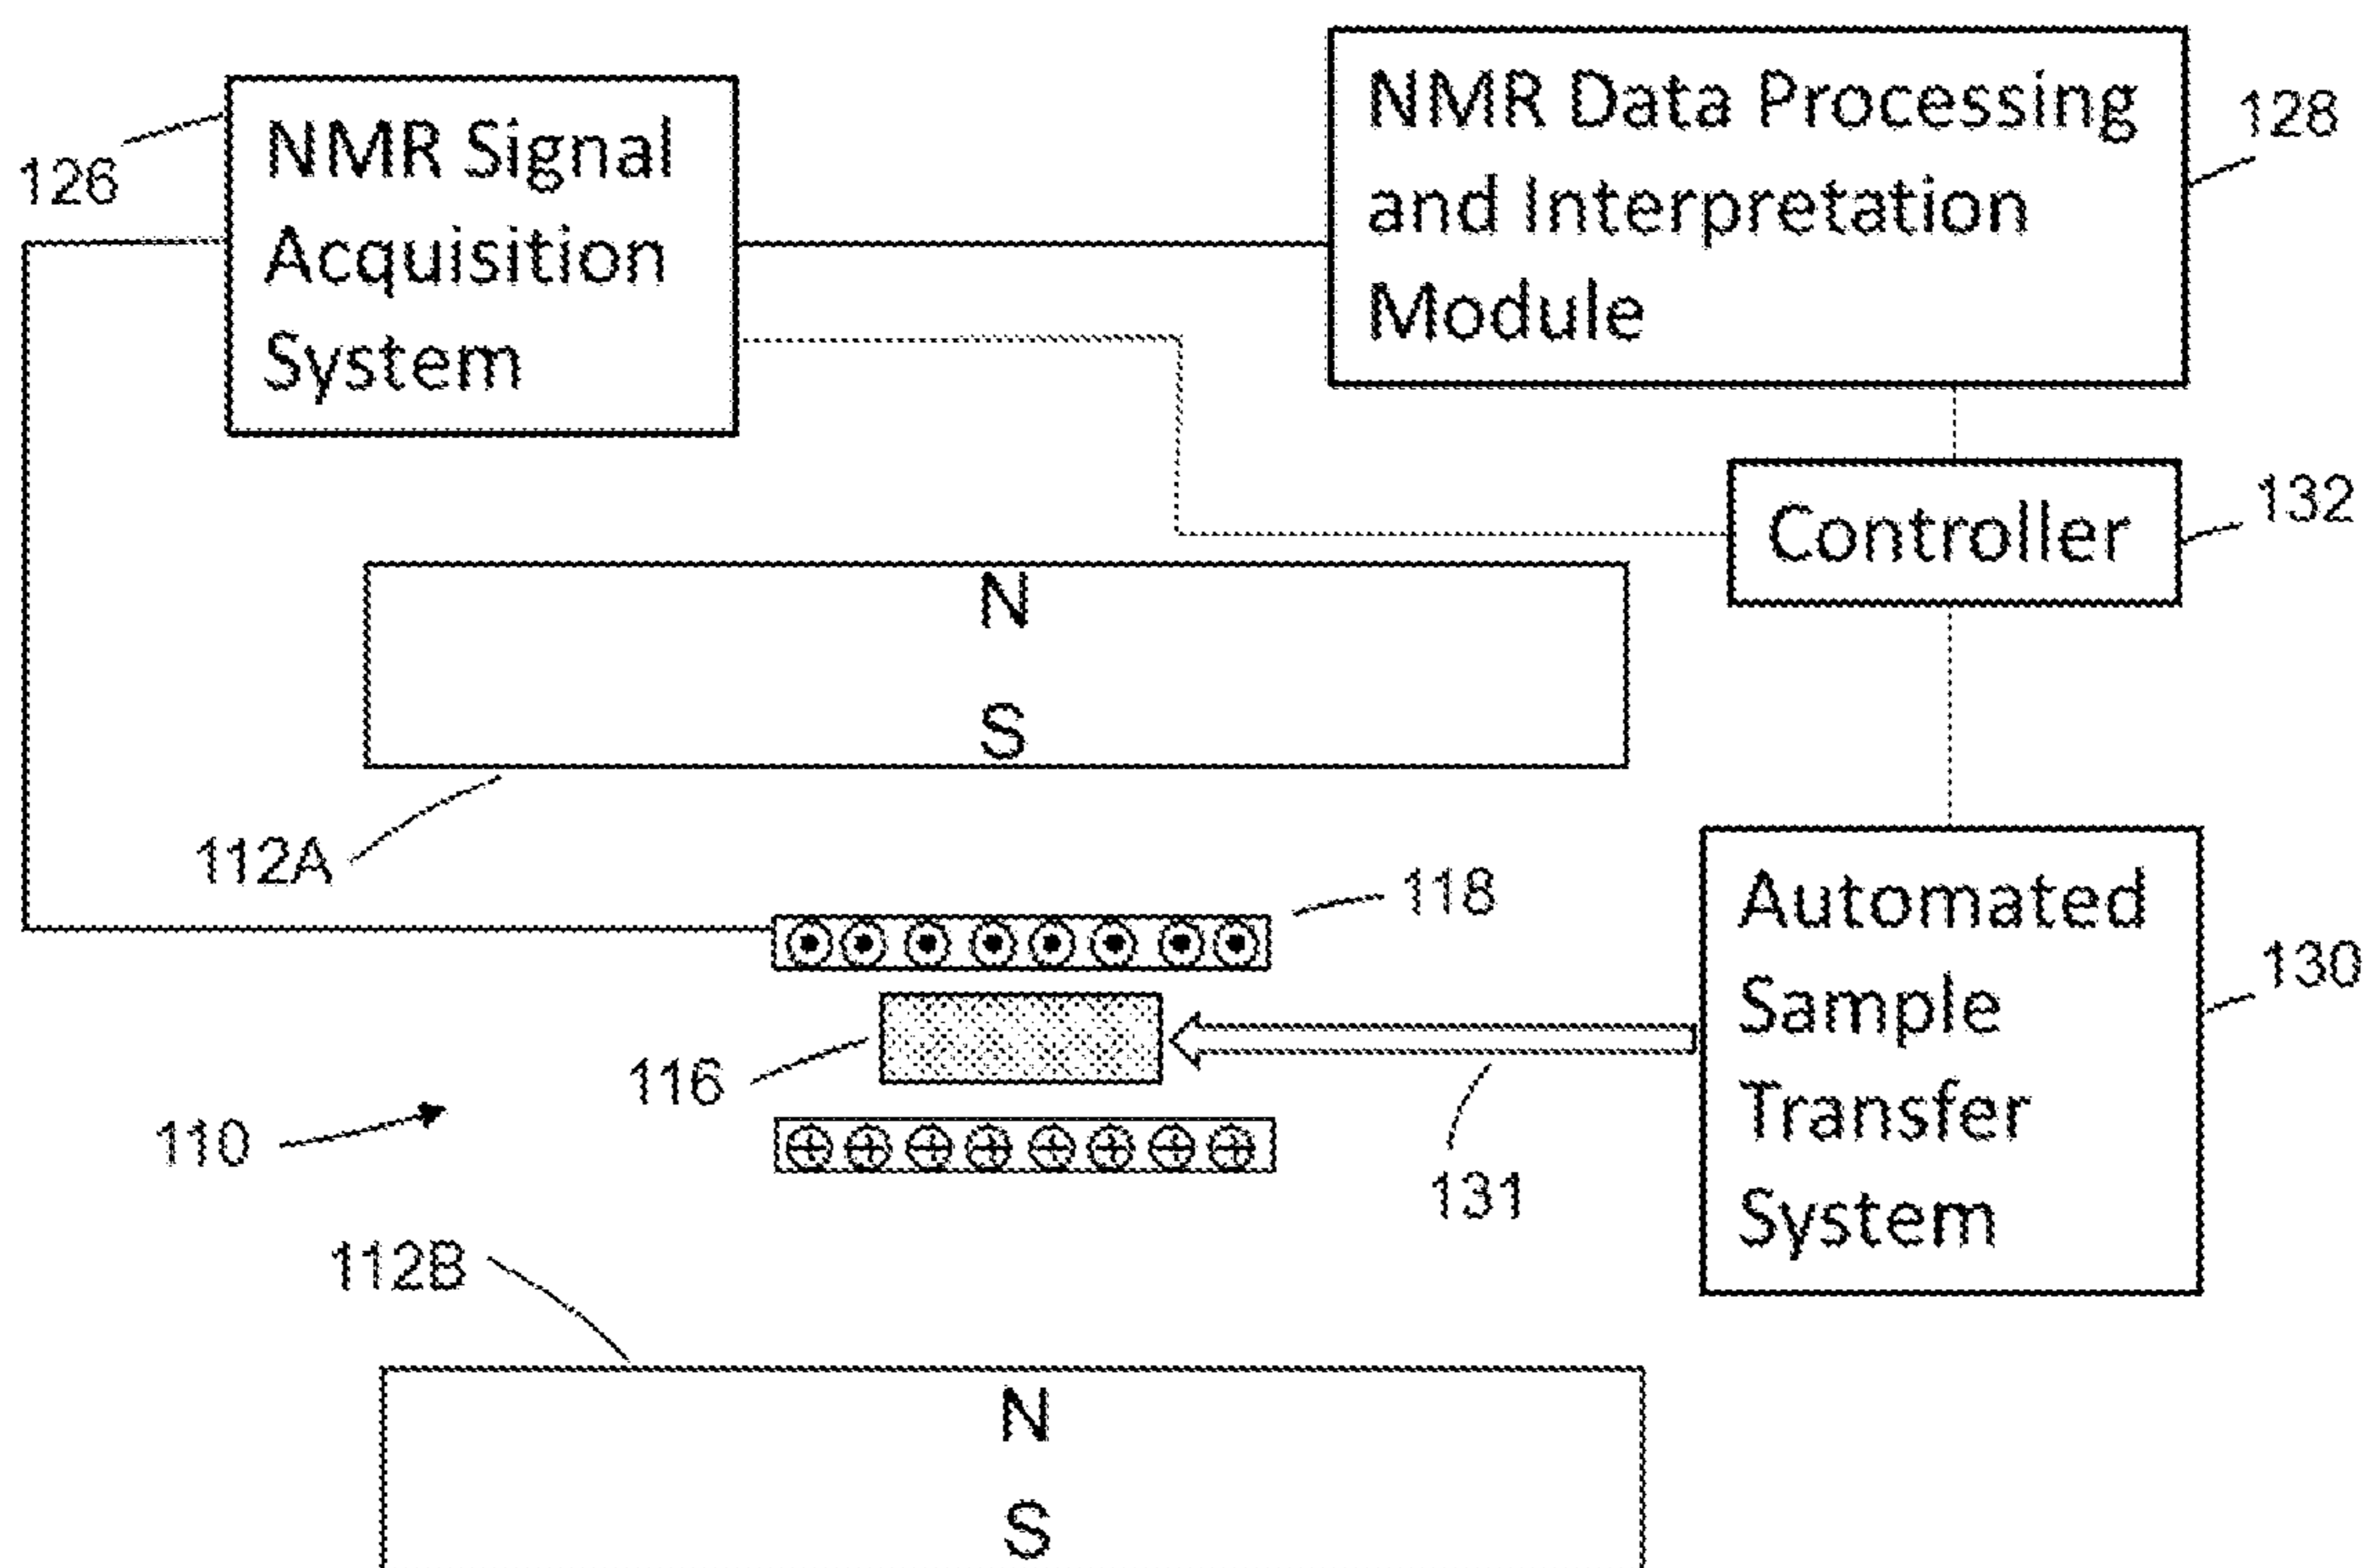 NMR Signal
Acquisition
System
126
NMR Data Processing
and Interpretation
Module
128
Controller
132
N
S
112A
118
Automated
Sample
Transfer
System
130
116
131
110
112B
N
S